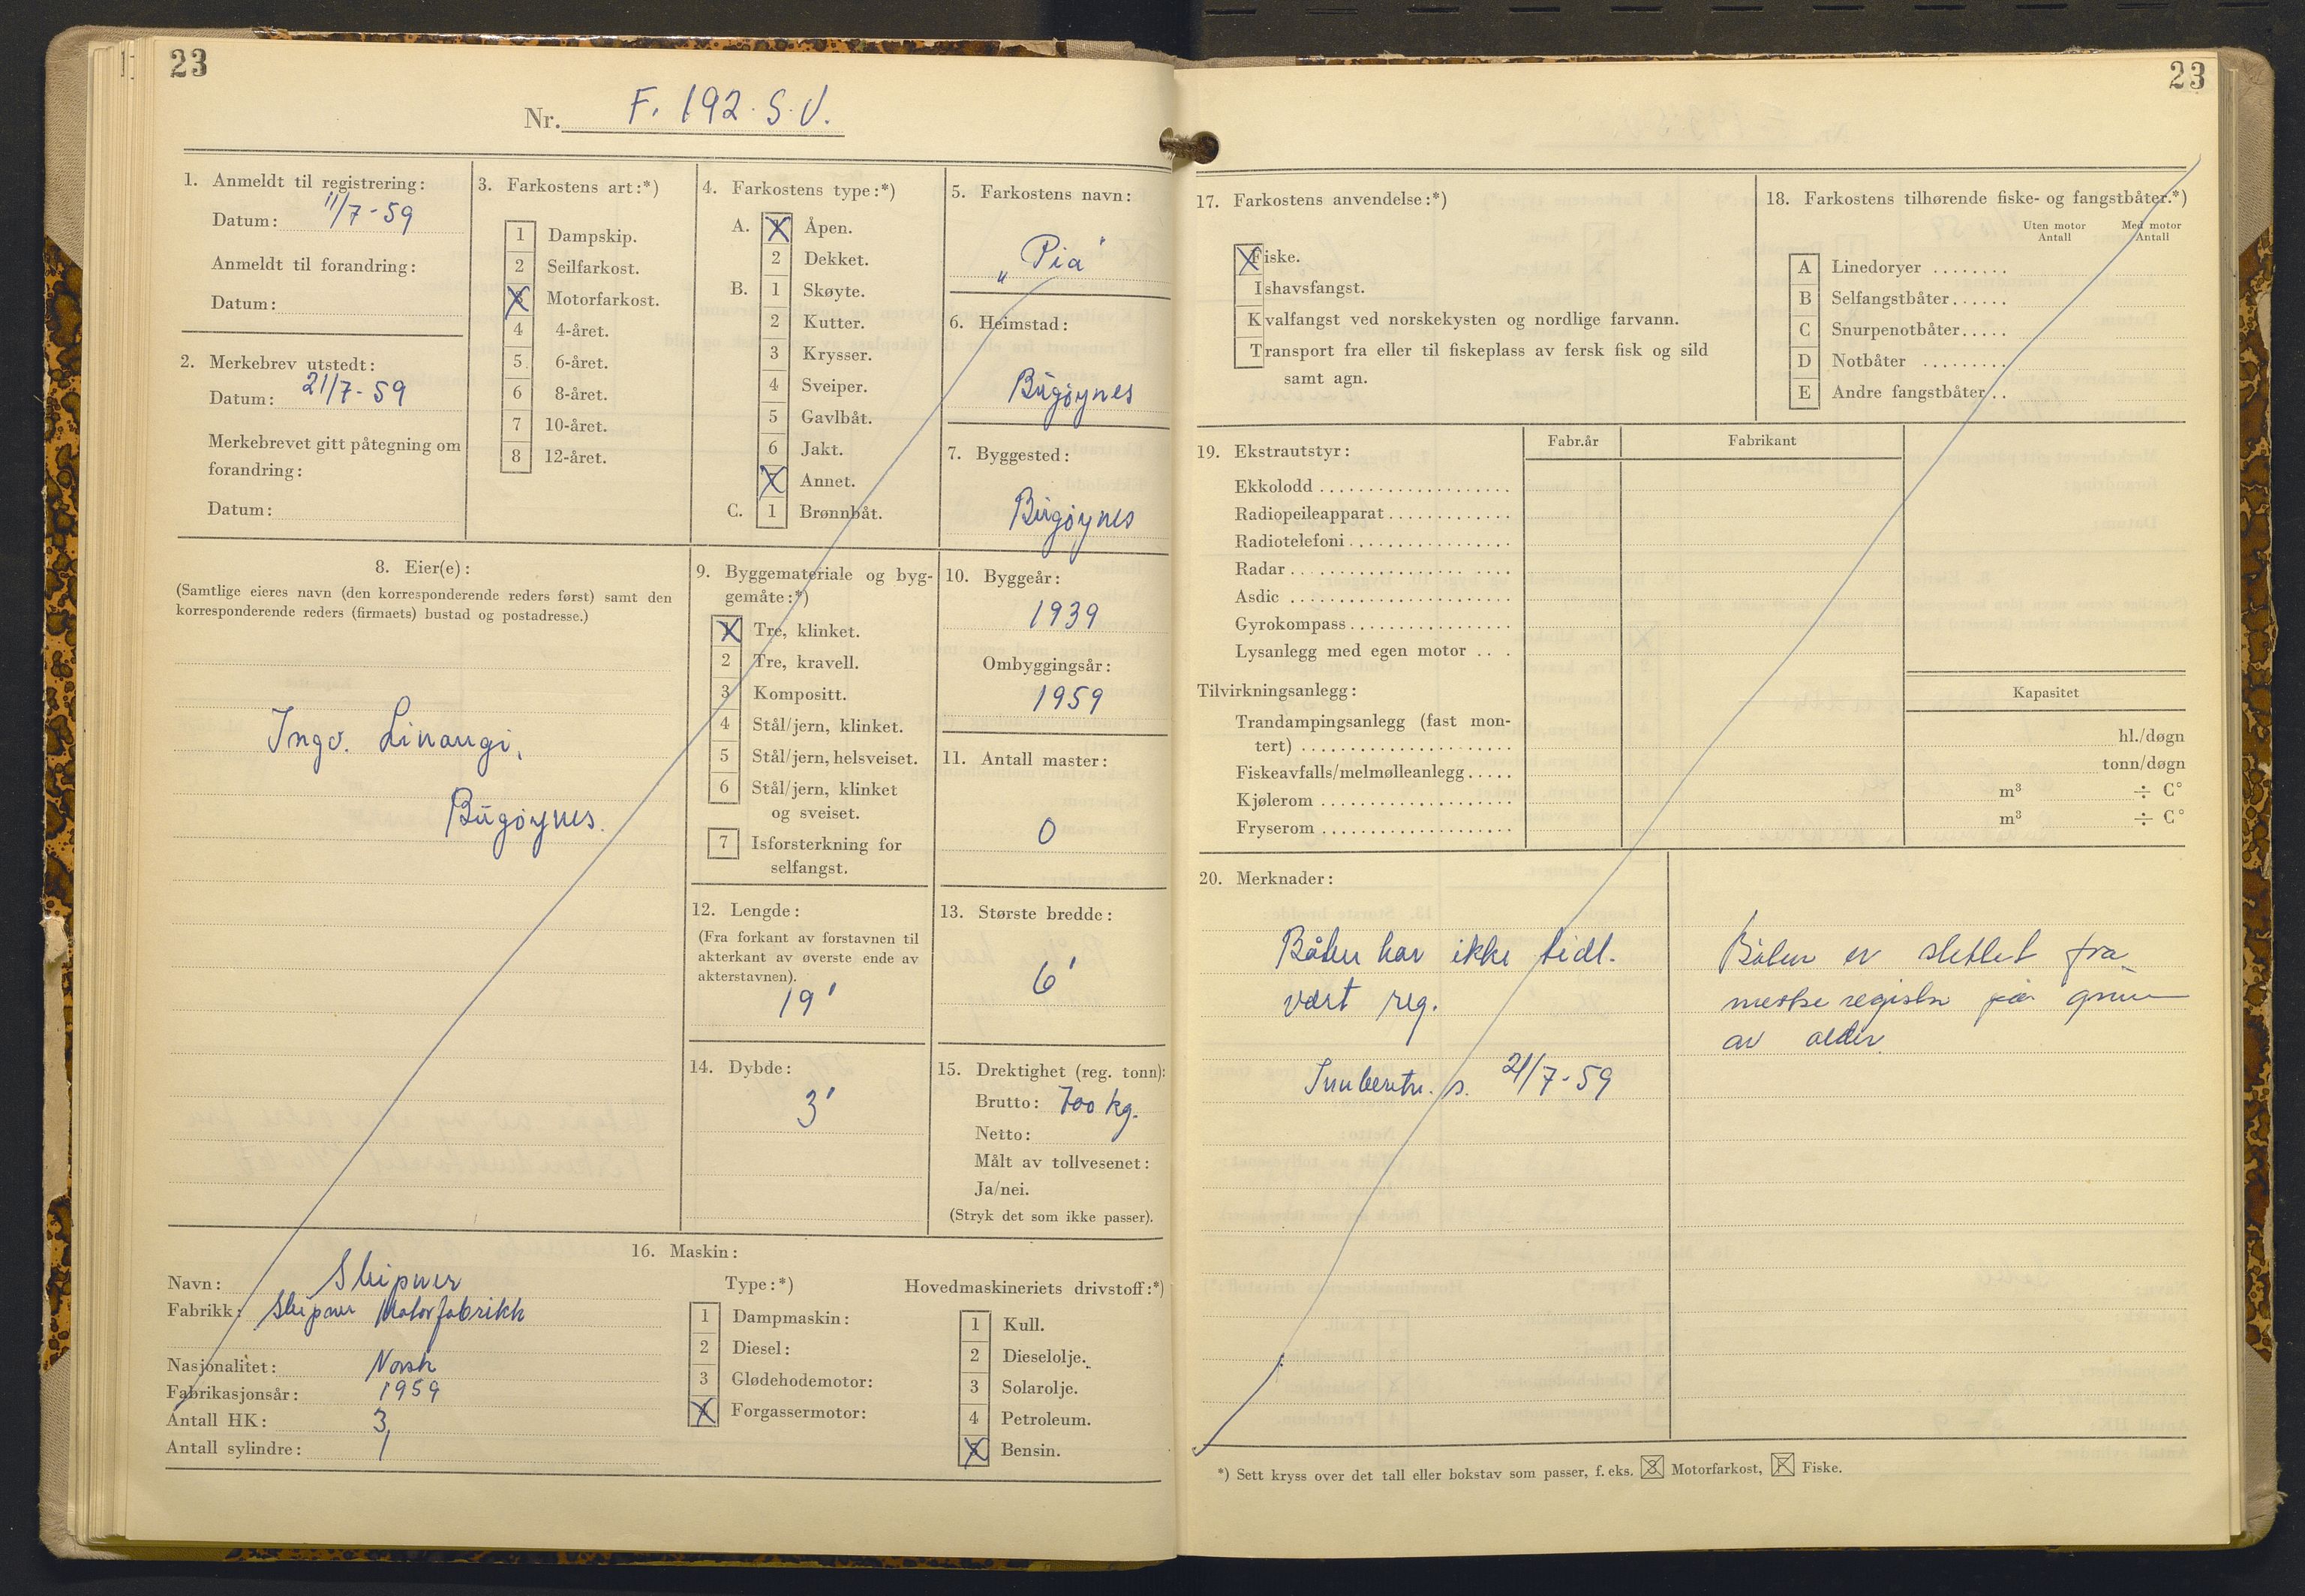 23
Nr. F. 192. S. V.
1. Anmeldt til registrering:
Datum: 11/7-59
Anmeldt til forandring:
Datum:
2. Merkebrev utstedt:
Datum: 21/7-59
Merkebrevet gitt påtegning om
forandring:
Datum:
3. Farkostens art:*)
1 Dampskip.
2 Seilfarkost.
3 Motorfarkost.
4 4-året.
5 6-året.
6 8-året.
7 10-året.
8 12-året.
4. Farkostens type:*)
A. 1 Åpen.
2 Dekket.
B. 1 Skøyte.
2 Kutter.
3 Krysser.
4 Sveiper.
5 Gavlbåt.
6 Jakt.
7 Annet.
C. 1 Brønnbåt.
5. Farkostens navn:
„Pia"
6. Heimstad:
Bugøynes
7. Byggested:
Bugøynes
8. Eier(e):
(Samtlige eieres navn (den korresponderende reders først) samt den
korresponderende reders (firmaets) bustad og postadresse.)
Ingv. Linaugi,
Bugøynes.
9. Byggemateriale og byg-
gemåte:*)
1 Tre, klinket.
2 Tre, kravell.
3 Kompositt.
4 Stål/jern, klinket.
5 Stål/jern, helsveiset.
6 Stål/jern, klinket
og sveiset.
7 Isforsterkning for
selfangst.
10. Byggeår:
1939
Ombyggingsår:
1959
11. Antall master:
0
12. Lengde:
(Fra forkant av forstavnen til
akterkant av øverste ende av
akterstavnen).
19'
13. Største bredde:
6'
14. Dybde:
3'
15. Drektighet (reg. tonn):
Brutto: 700 kg.
Netto:
Målt av tollvesenet:
Ja/nei.
(Stryk det som ikke passer).
16. Maskin:
Navn: Sleipner
Fabrikk: Sleipner Motorfabrikk
Nasjonalitet: Norsk
Fabrikasjonsår: 1959
Antall HK: 3
Antall sylindre: 1
Type:*)
1 Dampmaskin:
2 Diesel:
3 Glødehodemotor:
4 Forgassermotor:
Hovedmaskineriets drivstoff:*)
1 Kull.
2 Dieselolje.
3 Solarolje.
4 Petroleum.
5 Bensin.
23
17. Farkostens anvendelse:*)
Fiske.
Ishavsfangst.
Kvalfangst ved norskekysten og nordlige farvann.
Transport fra eller til fiskeplass av fersk fisk og sild
samt agn.
18. Farkostens tilhørende fiske- og fangstbåter.*)
Uten motor Med motor
Antall Antall
A Linedoryer ........
B Selfangstbåter......
C Snurpenotbåter.....
D Notbåter .........
E Andre fangstbåter..
19. Ekstrautstyr: Fabr.år Fabrikant
Ekkolodd
Radiopeileapparat
Radiotelefoni
Radar
Asdic
Gyrokompass
Lysanlegg med egen motor
Tilvirkningsanlegg: Kapasitet
Trandampingsanlegg (fast mon-
tert) hl./døgn
Fiskeavfalls/melmølleanlegg tonn/døgn
Kjølerom m³ ÷ C°
Fryserom m³ ÷ C°
20. Merknader:
Båten har ikke tidl.
vært reg.
21/7-59
Båten er slettet fra
merkeregistr på grunn
av alder
*) Sett kryss over det tall eller bokstav som passer, f. eks. 3 Motorfarkost, F Fiske.